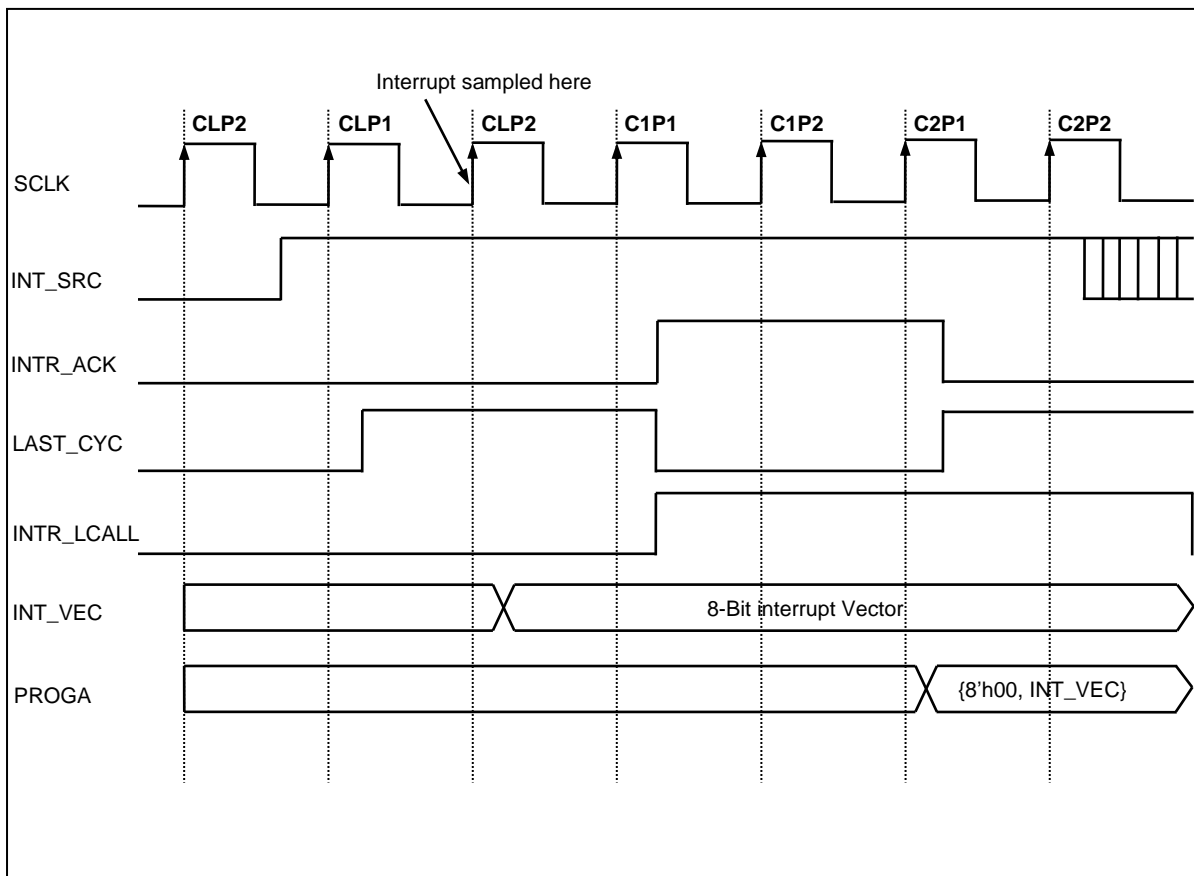 Interrupt sampled here
CLP2 CLP1 CLP2 C1P1 C1P2 C2P1 C2P2
SCLK
INT_SRC
INTR_ACK
LAST_CYC
INTR_LCALL
INT_VEC 8-Bit interrupt Vector
PROGA {8’h00, INT_VEC}